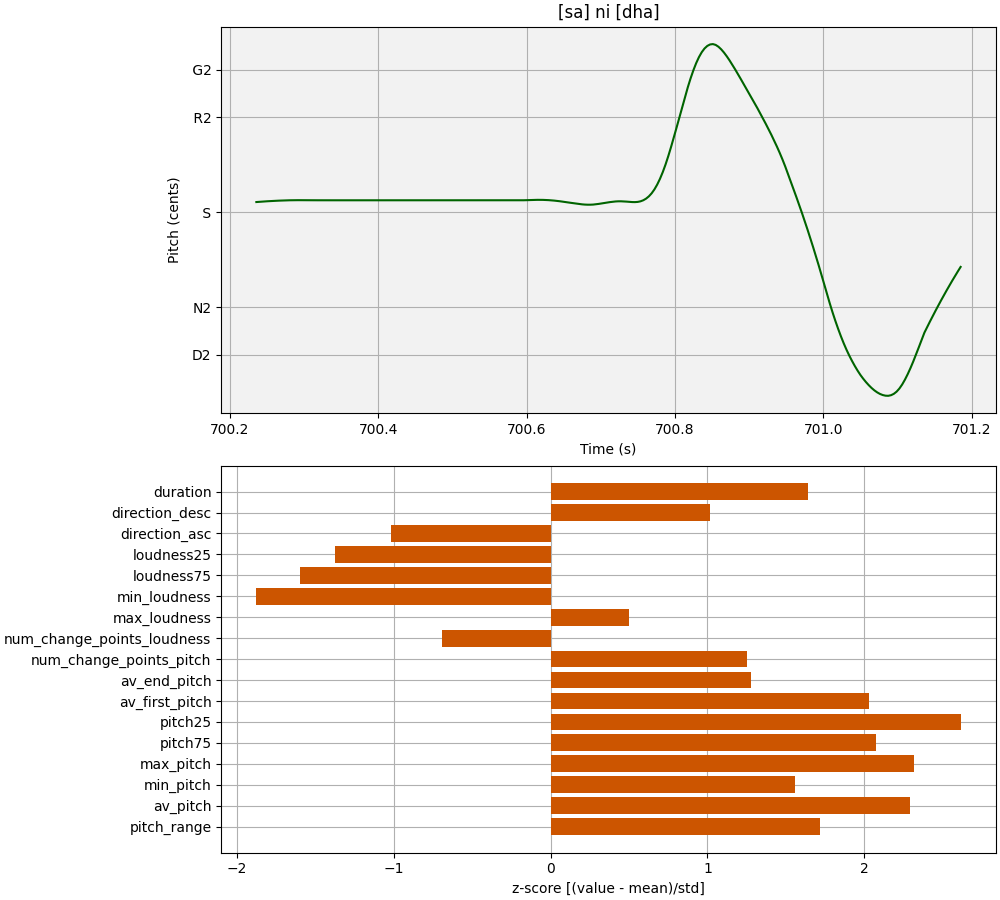 [sa] ni [dha]
G2
R2
S
N2
D2
Pitch (cents)
700.2 700.4 700.6 700.8 701.0 701.2
Time (s)
duration
direction_desc
direction_asc
loudness25
loudness75
min_loudness
max_loudness
num_change_points_loudness
num_change_points_pitch
av_end_pitch
av_first_pitch
pitch25
pitch75
max_pitch
min_pitch
av_pitch
pitch_range
−2 −1 0 1 2
z-score [(value - mean)/std]